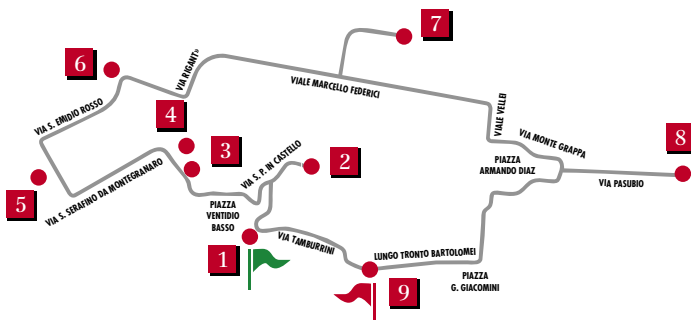 7
6
VIA RIGANT»
VIALE MARCELLO FEDERICI
VIA S. EMIDIO ROSSO
4
VIALE VELLEI
VIA MONTE GRAPPA
8
3
VIA S. P. IN CASTELLO
2
PIAZZA
ARMANDO DIAZ
VIA PASUBIO
5
VIA S. SERAFINO DA MONTEGRANARO
PIAZZA
VENTIDIO
BASSO
1
VIA TAMBURRINI
LUNGO TRONTO BARTOLOMEI
9
PIAZZA
G. GIACOMINI